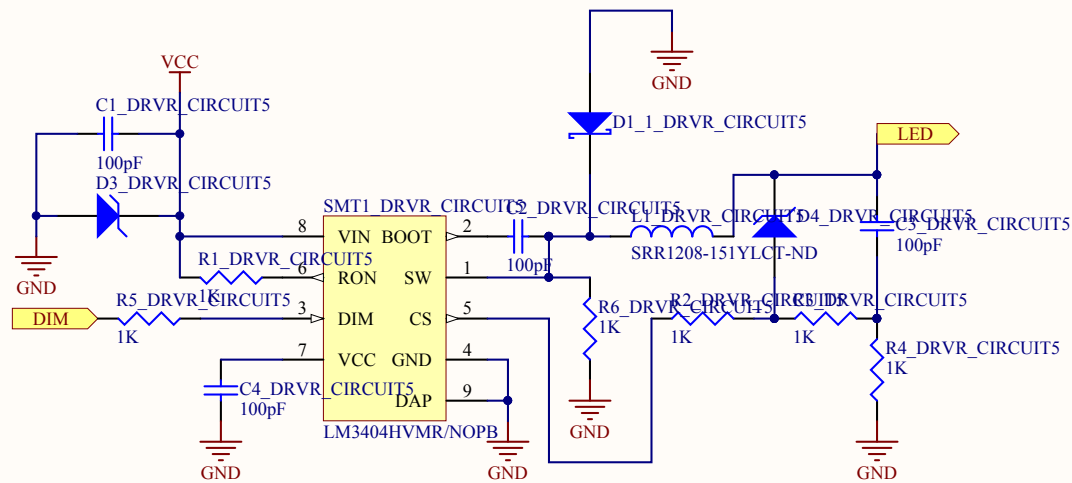 VCC
C1_DRVR_CIRCUIT5
100pF
D3_DRVR_CIRCUIT5
GND
R1_DRVR_CIRCUIT5
1K
DIM
R5_DRVR_CIRCUIT5
1K
C4_DRVR_CIRCUIT5
100pF
GND
SMT1_DRVR_CIRCUIT5
8 VIN BOOT 2
6 RON SW 1
3 DIM CS 5
7 VCC GND 4
DAP 9
LM3404HVMR/NOPB
GND
C2_DRVR_CIRCUIT5
100pF
GND
D1_1_DRVR_CIRCUIT5
L1_DRVR_CIRCUIT5
SRR1208-151YLCT-ND
R6_DRVR_CIRCUIT5
1K
GND
LED
D4_DRVR_CIRCUIT5
100pF
R2_DRVR_CIRCUIT5
1K
R3_DRVR_CIRCUIT5
1K
R4_DRVR_CIRCUIT5
1K
GND